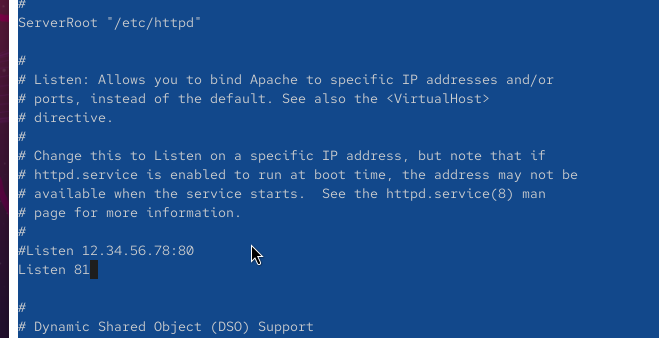 #
ServerRoot "/etc/httpd"
#
# Listen: Allows you to bind Apache to specific IP addresses and/or
# ports, instead of the default. See also the <VirtualHost>
# directive.
#
# Change this to Listen on a specific IP address, but note that if
# httpd.service is enabled to run at boot time, the address may not be
# available when the service starts.  See the httpd.service(8) man
# page for more information.
#
#Listen 12.34.56.78:80
Listen 81
#
# Dynamic Shared Object (DSO) Support